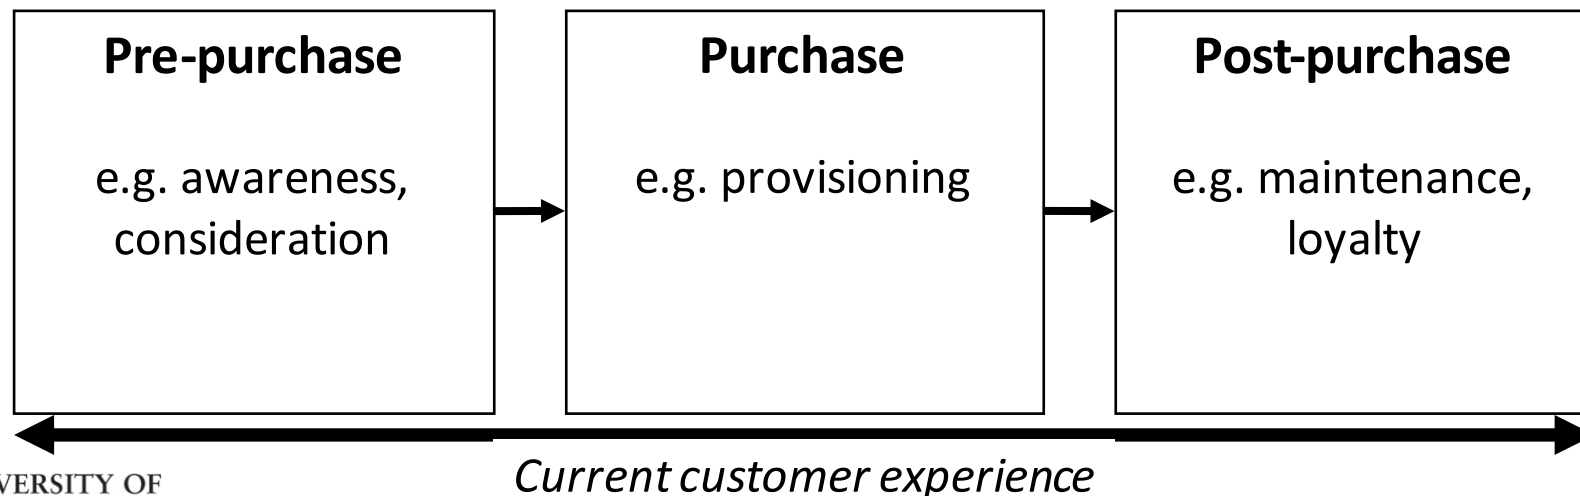 Pre-purchase
e.g. awareness,
consideration
Purchase
e.g. provisioning
Post-purchase
e.g. maintenance,
loyalty
Current customer experience
VERSITY OF